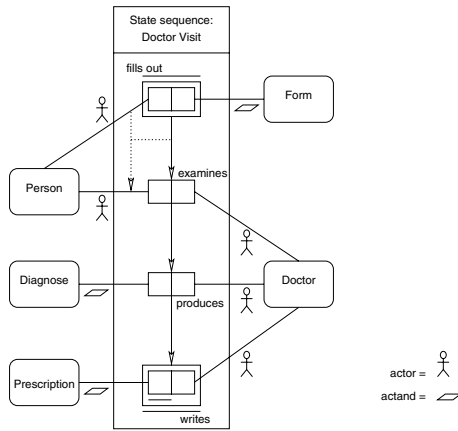 State sequence:
Doctor Visit
fills out
Form
examines
Person
Diagnose
Doctor
produces
Prescription
writes
actor =
actand =